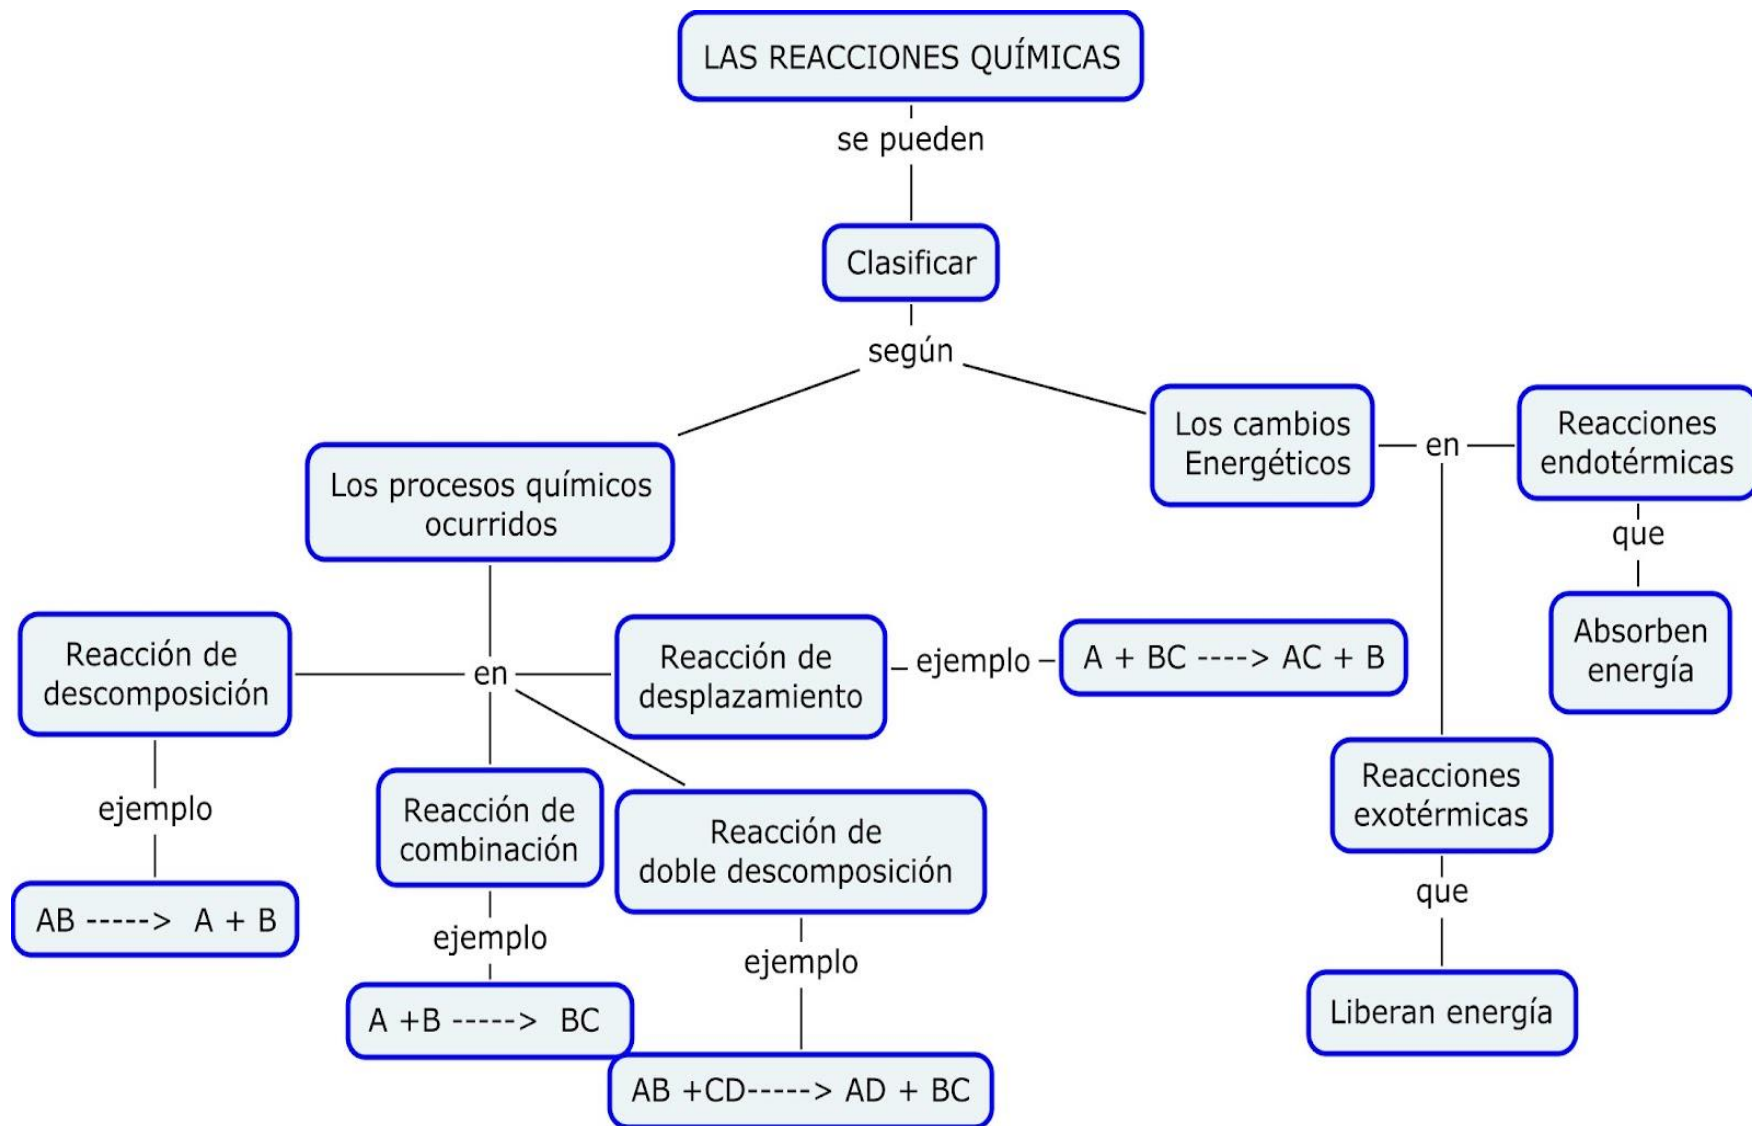 LAS REACCIONES QUÍMICAS
se pueden
Clasificar
según
Los procesos químicos
ocurridos
en
Reacción de
descomposición
ejemplo
AB -----> A + B
Reacción de
combinación
ejemplo
A +B -----> BC
Reacción de
doble descomposición
ejemplo
AB +CD-----> AD + BC
Reacción de
desplazamiento
ejemplo
A + BC ----> AC + B
Los cambios
Energéticos
en
Reacciones
endotérmicas
que
Absorben
energía
Reacciones
exotérmicas
que
Liberan energía